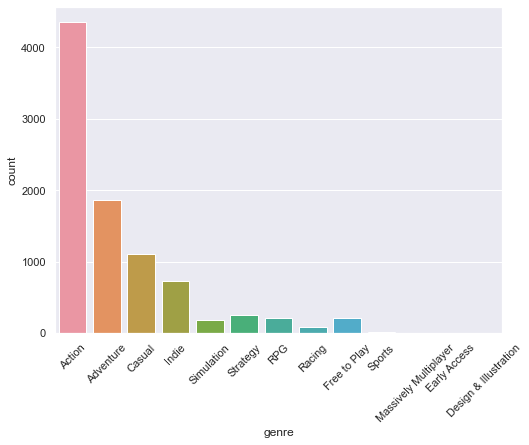 4000
3000
2000
1000
0
count
Action
Adventure
Casual
Indie
Simulation
Strategy
RPG
Racing
Free to Play
Sports
Massively Multiplayer
Early Access
Design & Illustration
genre